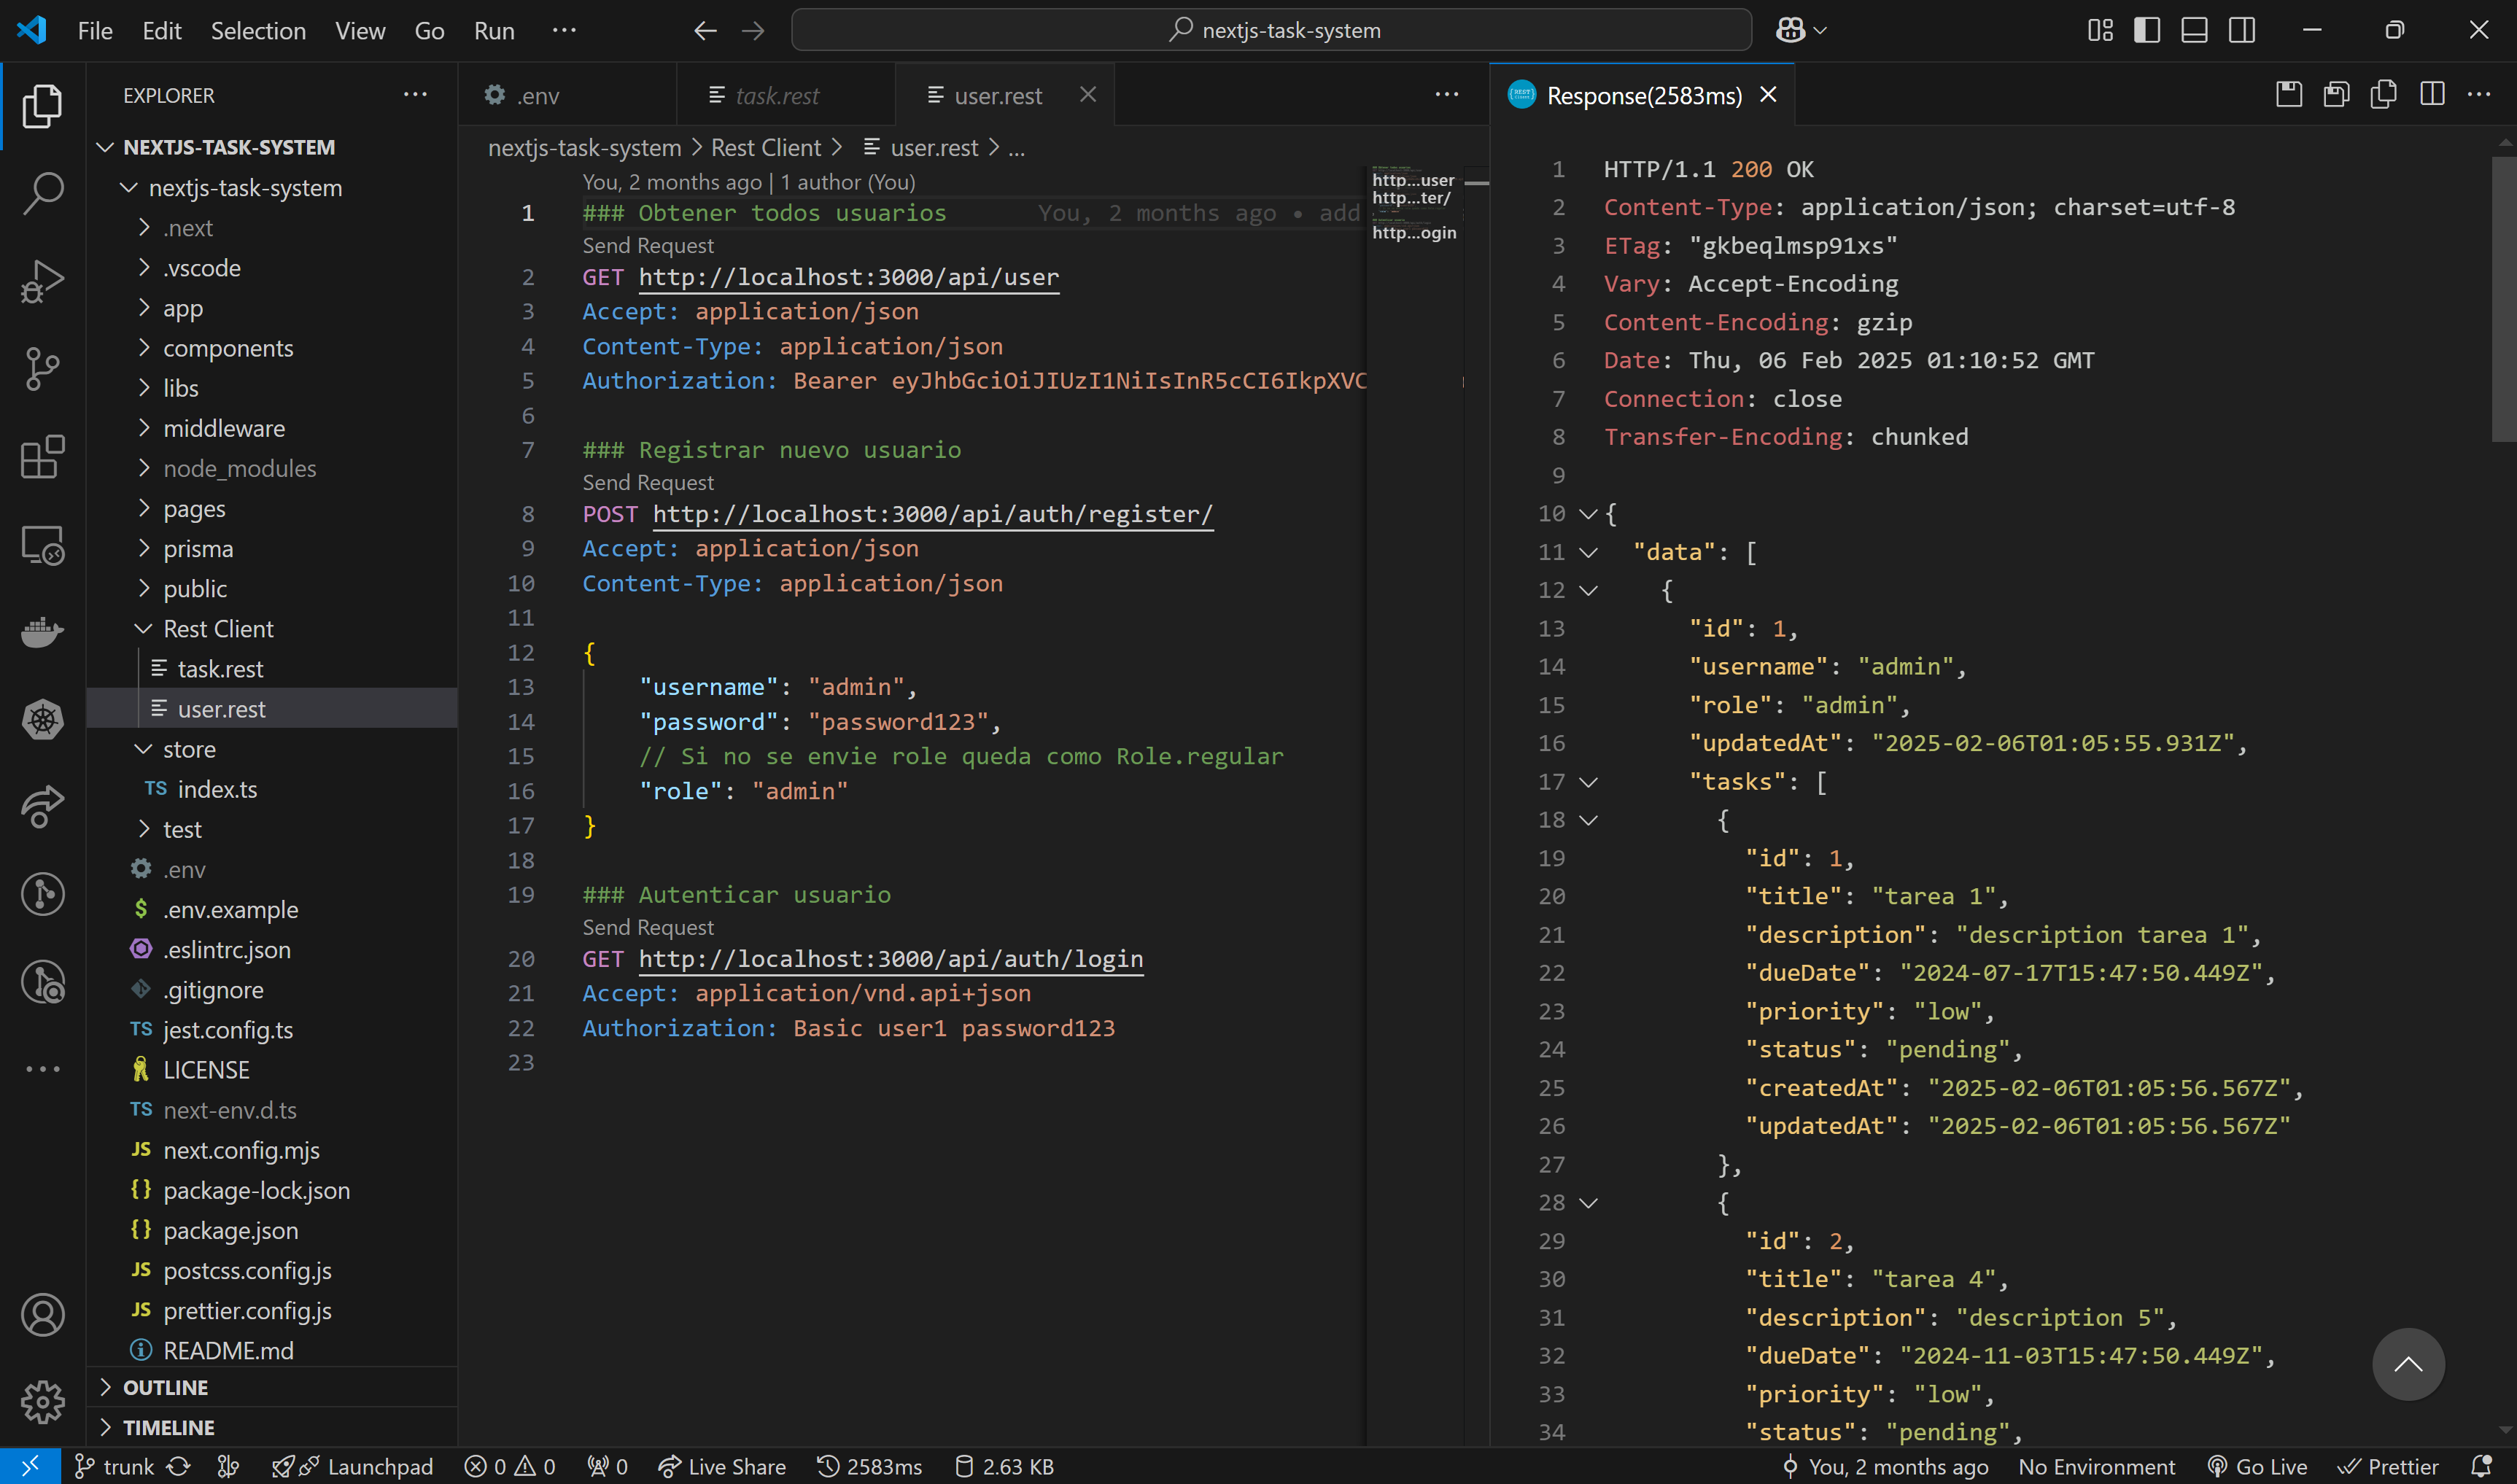 File Edit Selection View Go Run ··· nextjs-task-system
EXPLORER
NEXTJS-TASK-SYSTEM
nextjs-task-system
.next
.vscode
app
components
libs
middleware
node_modules
pages
prisma
public
Rest Client
task.rest
user.rest
store
TS index.ts
test
.env
$ .env.example
.eslintrc.json
.gitignore
TS jest.config.ts
LICENSE
TS next-env.d.ts
JS next.config.mjs
{} package-lock.json
{} package.json
JS postcss.config.js
JS prettier.config.js
README.md
OUTLINE
TIMELINE
.env task.rest user.rest
nextjs-task-system > Rest Client > user.rest > ...
You, 2 months ago | 1 author (You)
1 ### Obtener todos usuarios You, 2 months ago • add
Send Request
2 GET http://localhost:3000/api/user
3 Accept: application/json
4 Content-Type: application/json
5 Authorization: Bearer eyJhbGciOiJIUzI1NiIsInR5cCI6IkpXVC
6
7 ### Registrar nuevo usuario
Send Request
8 POST http://localhost:3000/api/auth/register/
9 Accept: application/json
10 Content-Type: application/json
11
12 {
13 "username": "admin",
14 "password": "password123",
15 // Si no se envie role queda como Role.regular
16 "role": "admin"
17 }
18
19 ### Autenticar usuario
Send Request
20 GET http://localhost:3000/api/auth/login
21 Accept: application/vnd.api+json
22 Authorization: Basic user1 password123
23
http...user
http...ter/
http...ogin
Response(2583ms)
1 HTTP/1.1 200 OK
2 Content-Type: application/json; charset=utf-8
3 ETag: "gkbeqlmsp91xs"
4 Vary: Accept-Encoding
5 Content-Encoding: gzip
6 Date: Thu, 06 Feb 2025 01:10:52 GMT
7 Connection: close
8 Transfer-Encoding: chunked
9
10 {
11 "data": [
12 {
13 "id": 1,
14 "username": "admin",
15 "role": "admin",
16 "updatedAt": "2025-02-06T01:05:55.931Z",
17 "tasks": [
18 {
19 "id": 1,
20 "title": "tarea 1",
21 "description": "description tarea 1",
22 "dueDate": "2024-07-17T15:47:50.449Z",
23 "priority": "low",
24 "status": "pending",
25 "createdAt": "2025-02-06T01:05:56.567Z",
26 "updatedAt": "2025-02-06T01:05:56.567Z"
27 },
28 {
29 "id": 2,
30 "title": "tarea 4",
31 "description": "description 5",
32 "dueDate": "2024-11-03T15:47:50.449Z",
33 "priority": "low",
34 "status": "pending",
trunk Launchpad 0 0 0 Live Share 2583ms 2.63 KB You, 2 months ago No Environment Go Live Prettier